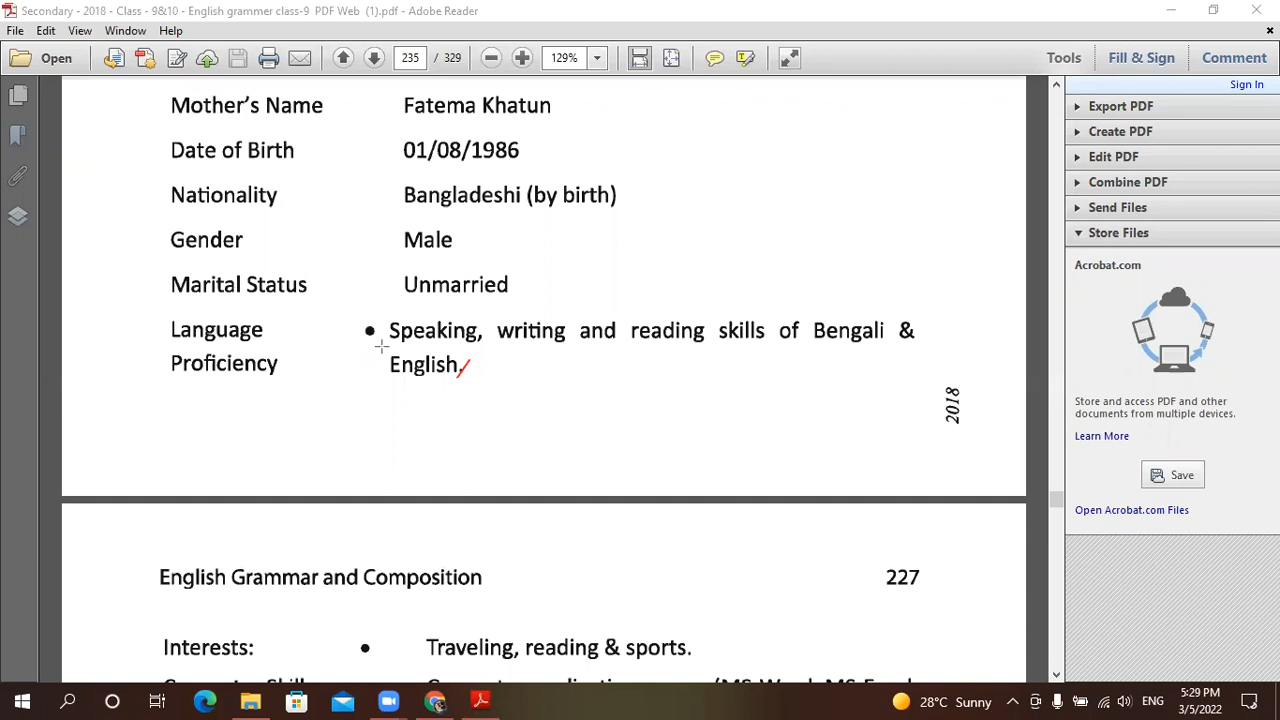 Secondary - 2018 - Class - 9&10 - English grammer class-9 PDF Web (1).pdf - Adobe Reader
File Edit View Window Help
Open 235 / 329 129% Tools Fill & Sign Comment
Sign In
Export PDF
Create PDF
Edit PDF
Combine PDF
Send Files
Store Files
Acrobat.com
Store and access PDF and other
documents from multiple devices.
Learn More
Save
Open Acrobat.com Files
Mother's Name Fatema Khatun
Date of Birth 01/08/1986
Nationality Bangladeshi (by birth)
Gender Male
Marital Status Unmarried
Language • Speaking, writing and reading skills of Bengali &
Proficiency English.
2018
English Grammar and Composition 227
Interests: • Traveling, reading & sports.
28°C Sunny ENG 5:29 PM
3/5/2022